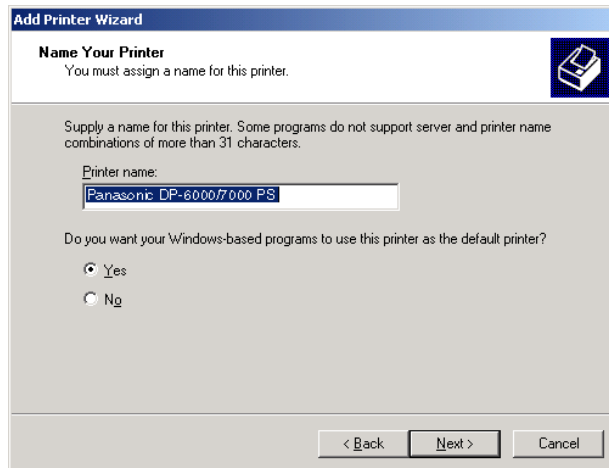 Add Printer Wizard
Name Your Printer
You must assign a name for this printer.
Supply a name for this printer. Some programs do not support server and printer name
combinations of more than 31 characters.
Printer name:
Panasonic DP-6000/7000 PS
Do you want your Windows-based programs to use this printer as the default printer?
Yes
No
< Back
Next >
Cancel